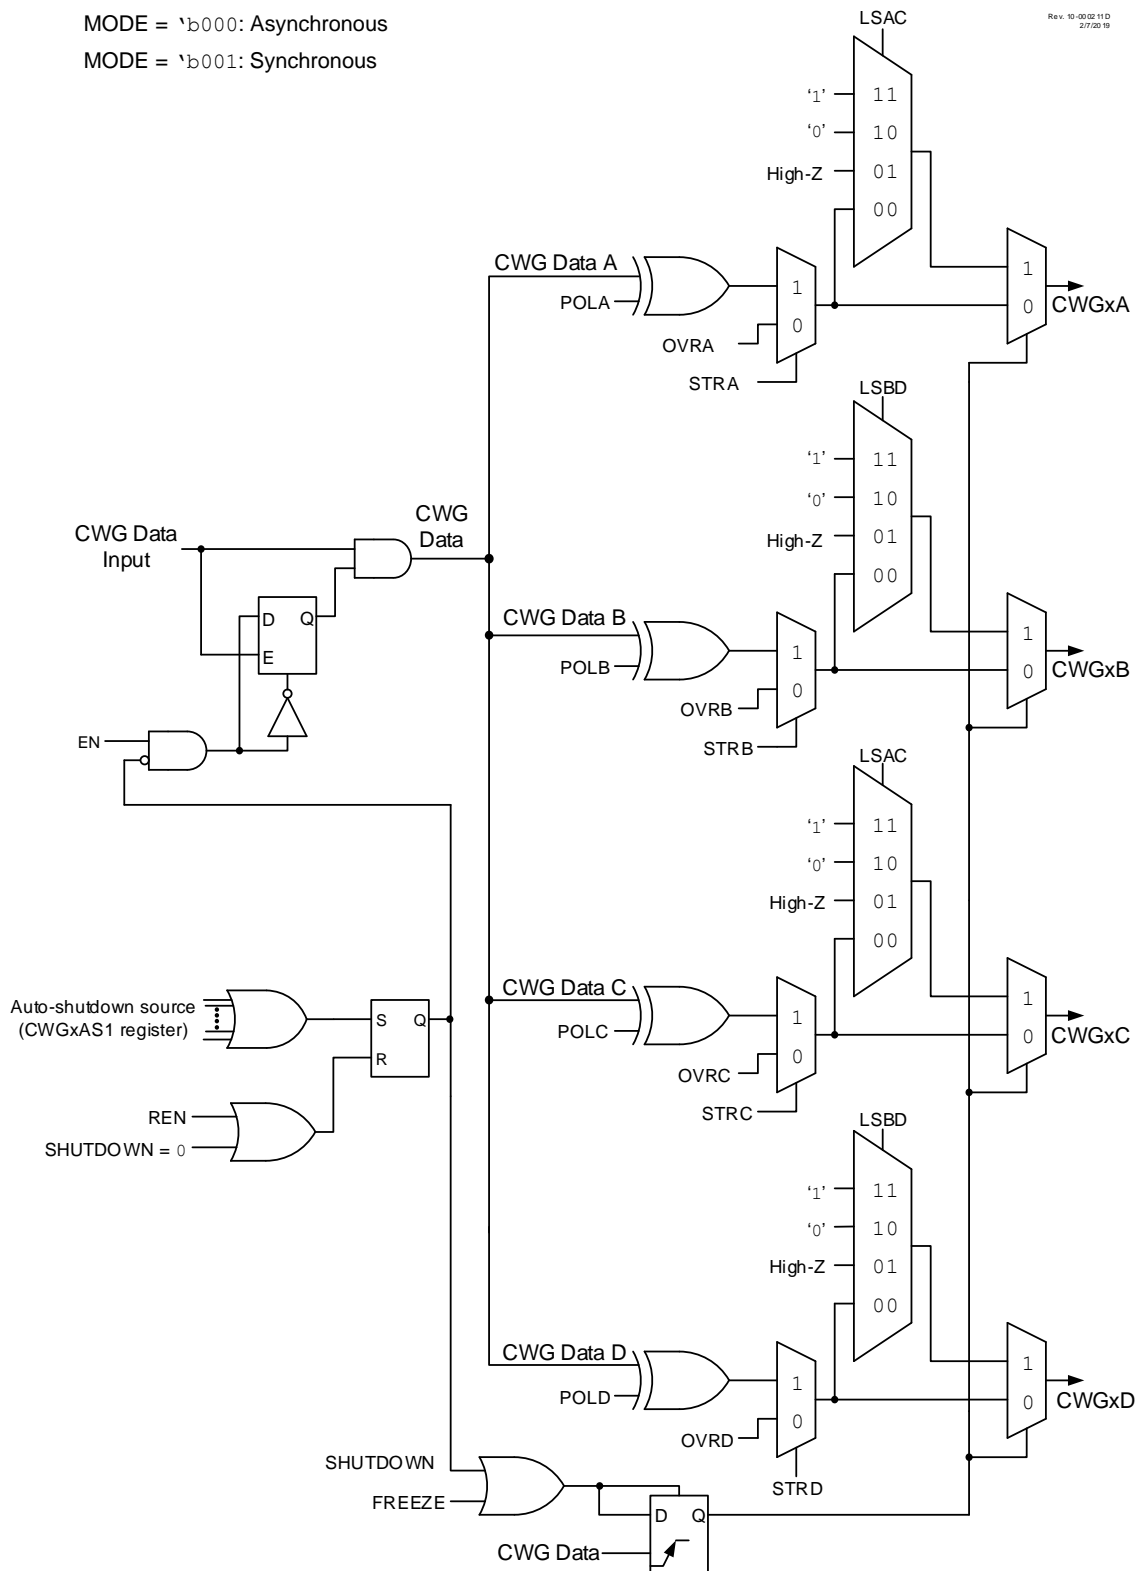 MODE = 'b000: Asynchronous
MODE = 'b001: Synchronous
Rev. 10-000211D
2/7/2019
LSAC
'1'
11
'0'
10
High-Z
01
00
CWG Data A
POLA
1
0
OVRA
STRA
1
0
CWGxA
LSBD
'1'
11
'0'
10
High-Z
01
00
CWG Data
Input
CWG
Data
D
Q
E
EN
CWG Data B
POLB
1
0
OVRB
STRB
1
0
CWGxB
LSAC
'1'
11
'0'
10
High-Z
01
00
CWG Data C
POLC
1
0
OVRC
STRC
1
0
CWGxC
Auto-shutdown source
(CWGxAS1 register)
S
Q
R
REN
SHUTDOWN = 0
LSBD
'1'
11
'0'
10
High-Z
01
00
CWG Data D
POLD
1
0
OVRD
STRD
1
0
CWGxD
SHUTDOWN
FREEZE
D
Q
CWG Data